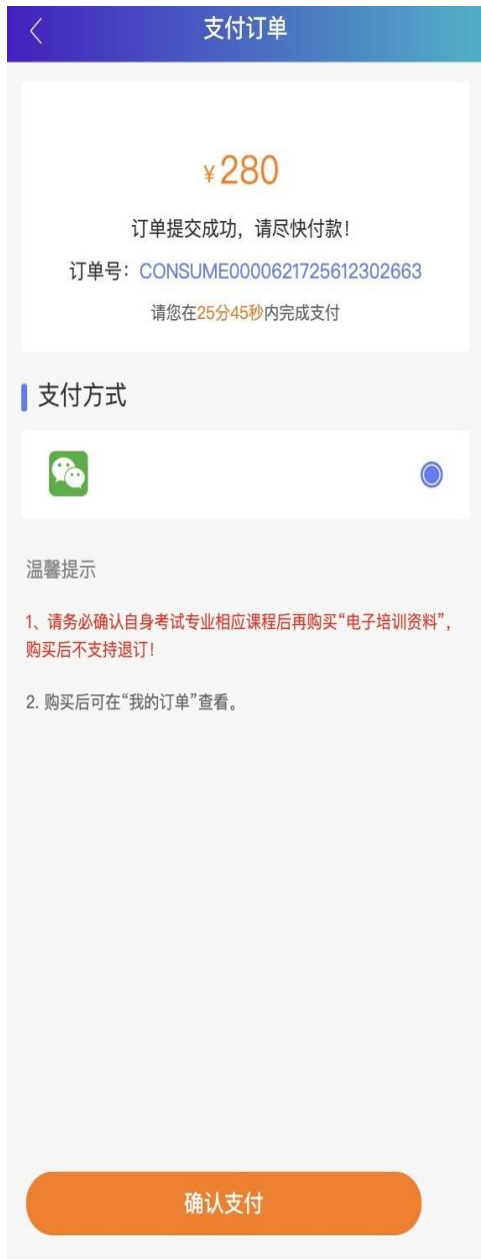 支付订单
¥280
订单提交成功，请尽快付款！
订单号：CONSUME0000621725612302663
请您在25分45秒内完成支付
支付方式
温馨提示
1、请务必确认自身考试专业相应课程后再购买“电子培训资料”，
购买后不支持退订！
2. 购买后可在“我的订单”查看。
确认支付